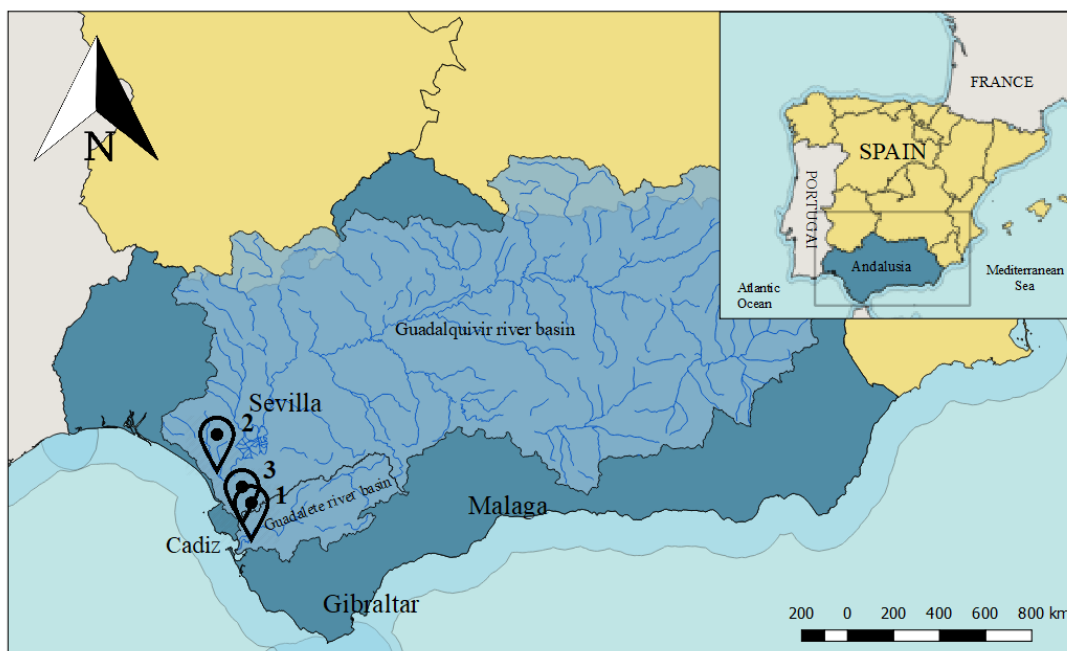 N
FRANCE
SPAIN
PORTUGAL
Andalusia
Mediterranean
Sea
Atlantic
Ocean
Guadalquivir river basin
Sevilla
2
3
1
Guadalete river basin
Malaga
Cadiz
Gibraltar
200 0 200 400 600 800 km